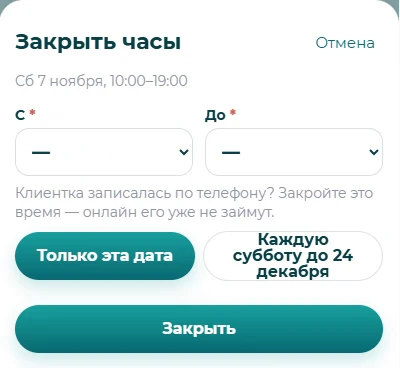 Закрыть часы
Отмена
Сб 7 ноября, 10:00–19:00
С *
До *
—
—
Клиентка записалась по телефону? Закройте это
время — онлайн его уже не займут.
Только эта дата
Каждую
субботу до 24
декабря
Закрыть